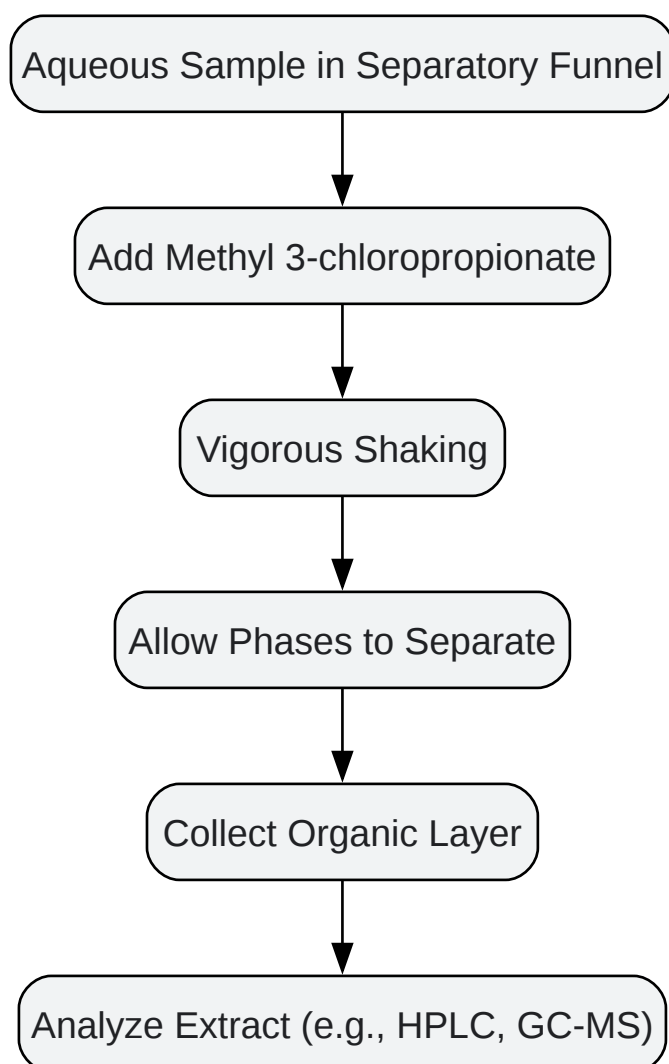 Aqueous Sample in Separatory Funnel
Add Methyl 3-chloropropionate
Vigorous Shaking
Allow Phases to Separate
Collect Organic Layer
Analyze Extract (e.g., HPLC, GC-MS)